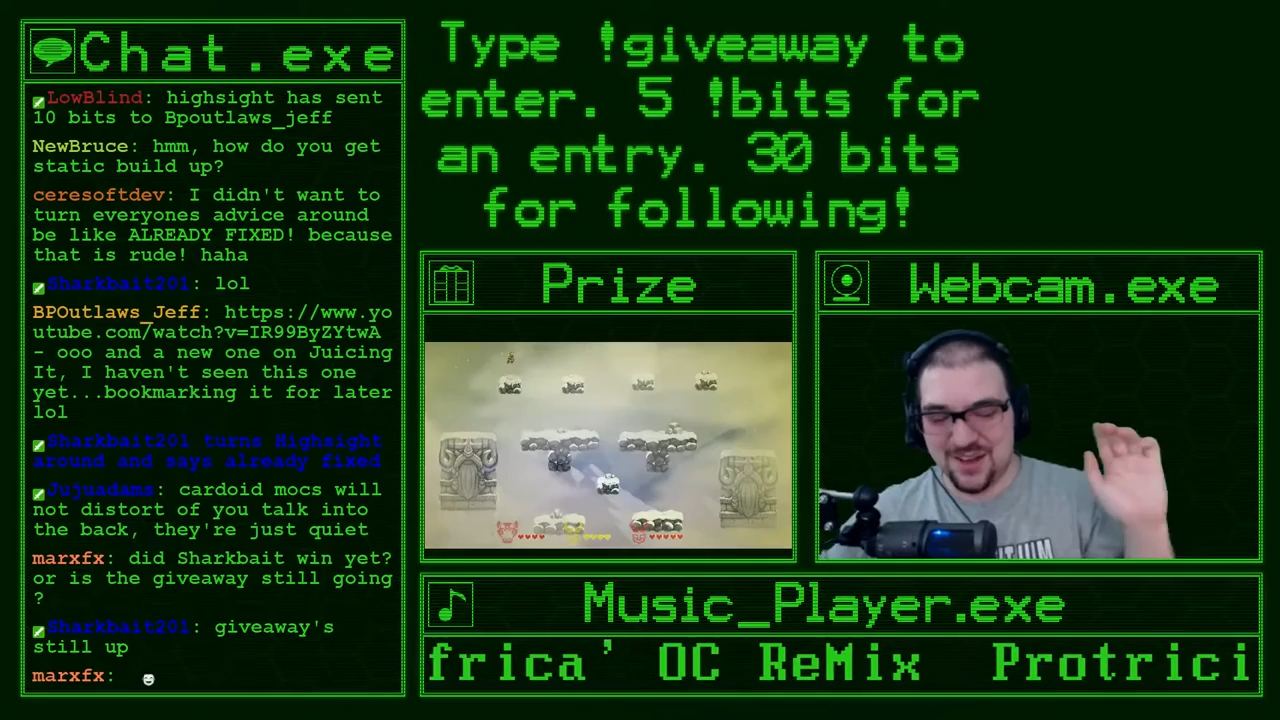 Chat.exe
LowBlind: highsight has sent
10 bits to Bpoutlaws_jeff
NewBruce: hmm, how do you get
static build up?
ceresoftdev: I didn't want to
turn everyones advice around
be like ALREADY FIXED! because
that is rude! haha
Sharkbait201: lol
BPOutlaws_Jeff: https://www.yo
utube.com/watch?v=IR99ByZYtwA
- ooo and a new one on Juicing
It, I haven't seen this one
yet...bookmarking it for later
lol
Sharkbait201 turns Highsight
around and says already fixed
Jujuadams: cardoid mocs will
not distort of you talk into
the back, they're just quiet
marxfx: did Sharkbait win yet?
or is the giveaway still going
?
Sharkbait201: giveaway's
still up
marxfx:
Type !giveaway to
enter. 5 !bits for
an entry. 30 bits
for following!
Prize
Webcam.exe
Music_Player.exe
frica' OC ReMix Protrici